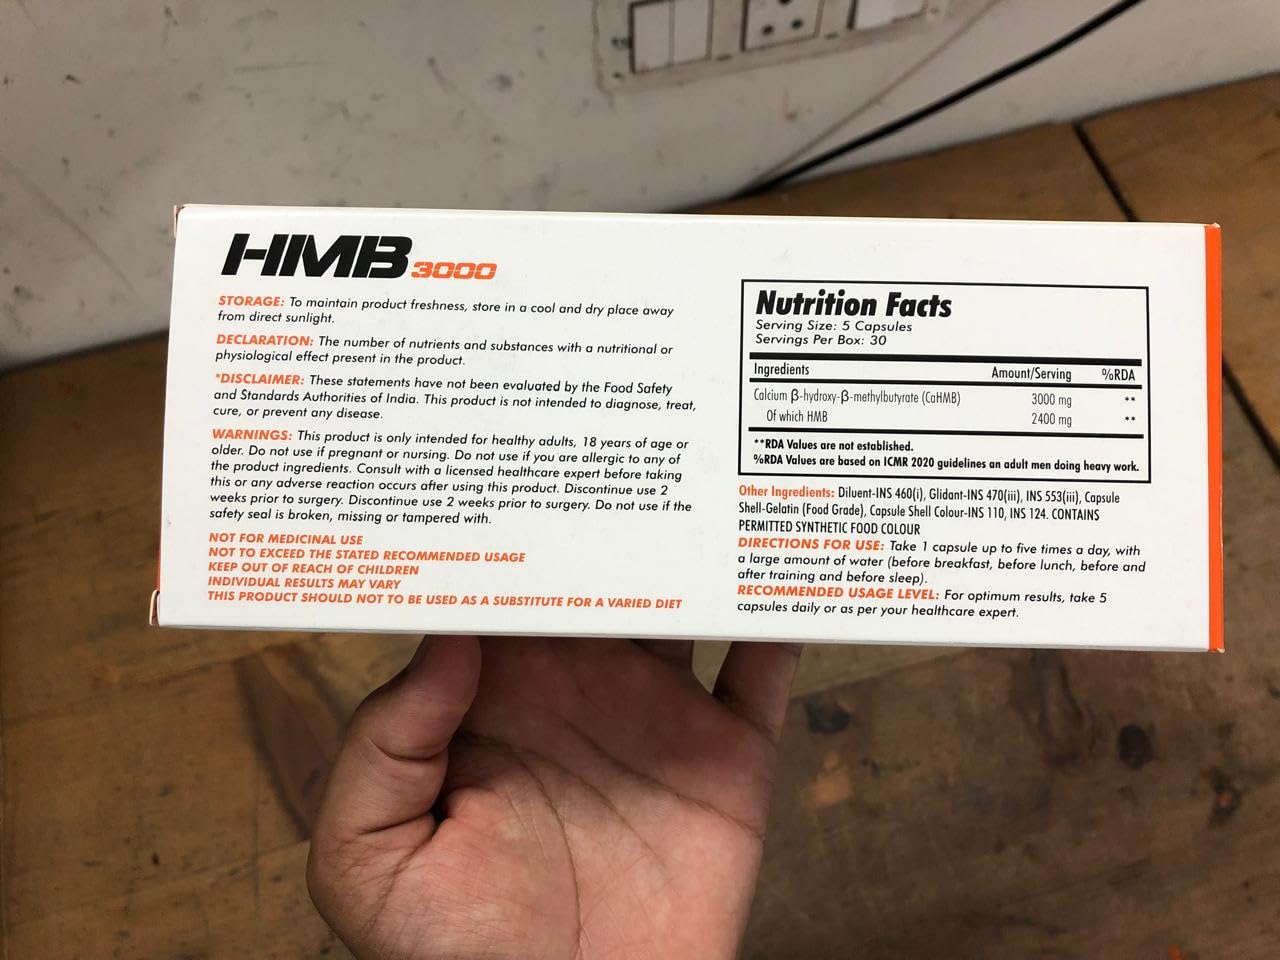 HMB 3000
STORAGE: To maintain product freshness, store in a cool and dry place away
from direct sunlight.
DECLARATION: The number of nutrients and substances with a nutritional or
physiological effect present in the product.
*DISCLAIMER: These statements have not been evaluated by the Food Safety
and Standards Authorities of India. This product is not intended to diagnose, treat,
cure, or prevent any disease.
WARNINGS: This product is only intended for healthy adults, 18 years of age or
older. Do not use if pregnant or nursing. Do not use if you are allergic to any of
the product ingredients. Consult with a licensed healthcare expert before taking
this or any adverse reaction occurs after using this product. Discontinue use 2
weeks prior to surgery. Discontinue use 2 weeks prior to surgery. Do not use if the
safety seal is broken, missing or tampered with.
NOT FOR MEDICINAL USE
NOT TO EXCEED THE STATED RECOMMENDED USAGE
KEEP OUT OF REACH OF CHILDREN
INDIVIDUAL RESULTS MAY VARY
THIS PRODUCT SHOULD NOT TO BE USED AS A SUBSTITUTE FOR A VARIED DIET
Nutrition Facts
Serving Size: 5 Capsules
Servings Per Box: 30
Ingredients Amount/Serving %RDA
Calcium β-hydroxy-β-methylbutyrate (CaHMB) 3000 mg **
Of which HMB 2400 mg **
**RDA Values are not established.
%RDA Values are based on ICMR 2020 guidelines an adult men doing heavy work.
Other Ingredients: Diluent-INS 460(i), Glidant-INS 470(iii), INS 553(iii), Capsule
Shell-Gelatin (Food Grade), Capsule Shell Colour-INS 110, INS 124. CONTAINS
PERMITTED SYNTHETIC FOOD COLOUR
DIRECTIONS FOR USE: Take 1 capsule up to five times a day, with
a large amount of water (before breakfast, before lunch, before and
after training and before sleep).
RECOMMENDED USAGE LEVEL: For optimum results, take 5
capsules daily or as per your healthcare expert.